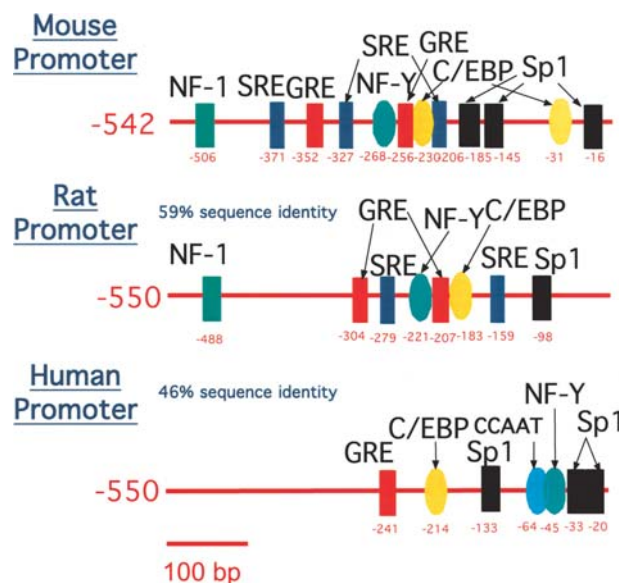 Mouse
Promoter
SRE GRE
NF-1 SRE GRE NF-Y C/EBP Sp1
-542
-506 -371 -352 -327 -268 -256 -230 -206 -185 -145 -31 -16
Rat
Promoter
59% sequence identity
GRE NF-Y C/EBP
NF-1 SRE SRE Sp1
-550
-488 -304 -279 -221 -207 -183 -159 -98
Human
Promoter
46% sequence identity
NF-Y
C/EBP CCAAT Sp1
GRE Sp1
-550
-241 -214 -133 -64 -45 -33 -20
100 bp